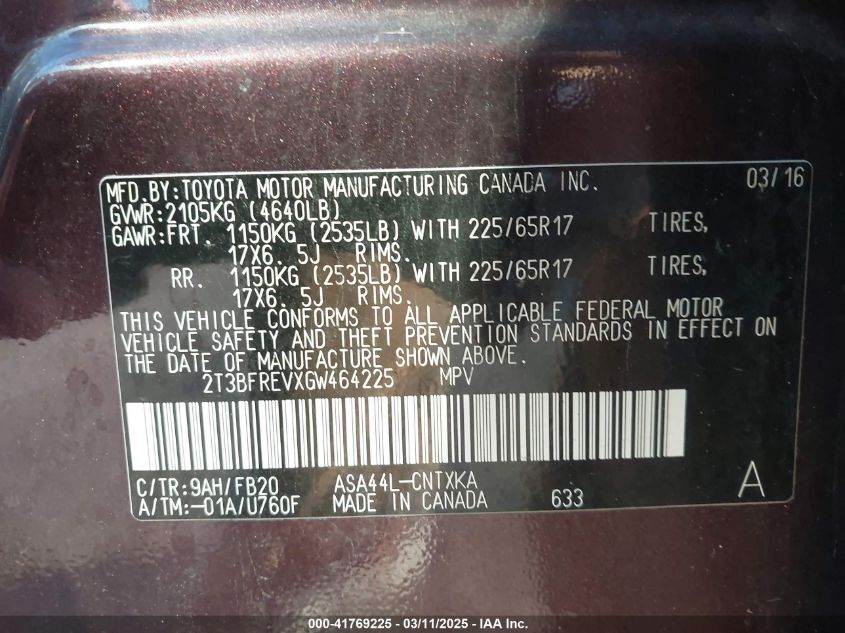 MFD.BY:TOYOTA MOTOR MANUFACTURING CANADA INC. 03/16
GVWR:2105KG (4640LB)
GAWR:FRT. 1150KG (2535LB) WITH 225/65R17 TIRES,
17X6. 5J RIMS.
RR. 1150KG (2535LB) WITH 225/65R17 TIRES,
17X6. 5J RIMS.
THIS VEHICLE CONFORMS TO ALL APPLICABLE FEDERAL MOTOR
VEHICLE SAFETY AND THEFT PREVENTION STANDARDS IN EFFECT ON
THE DATE OF MANUFACTURE SHOWN ABOVE.
2T3BFREVXGW464225 MPV
C/TR:9AH/FB20 ASA44L-CNTXKA
A/TM:-01A/U760F MADE IN CANADA 633 A
000-41769225 - 03/11/2025 - IAA Inc.